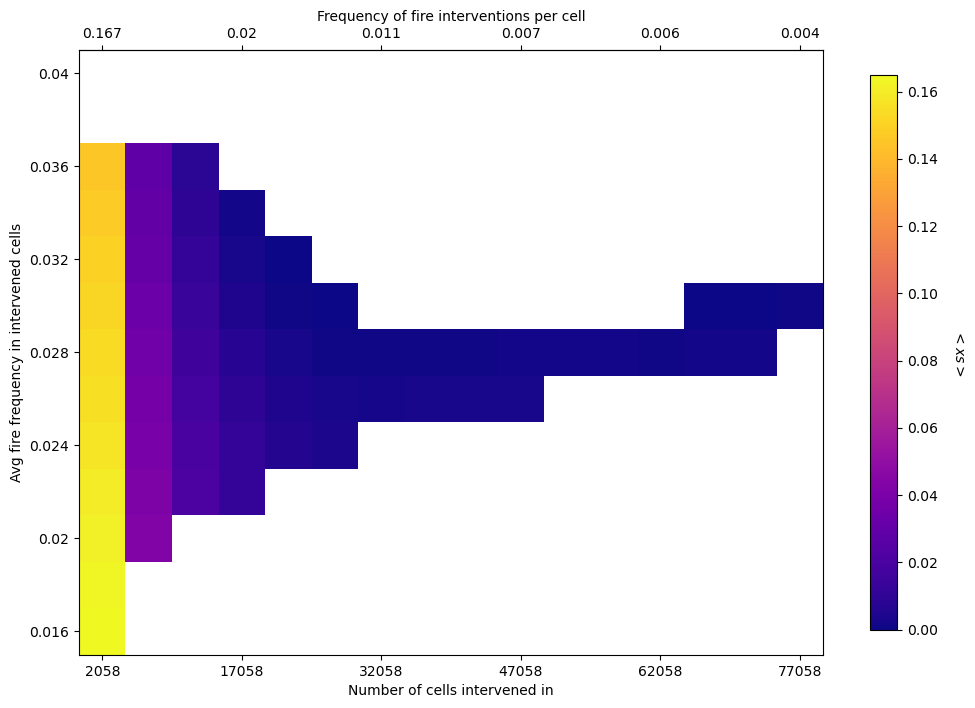 Frequency of fire interventions per cell
0.167 0.02 0.011 0.007 0.006 0.004
Avg fire frequency in intervened cells
0.04
0.036
0.032
0.028
0.024
0.02
0.016
2058 17058 32058 47058 62058 77058
Number of cells intervened in
0.16
0.14
0.12
0.10
0.08
0.06
0.04
0.02
0.00
< xs >